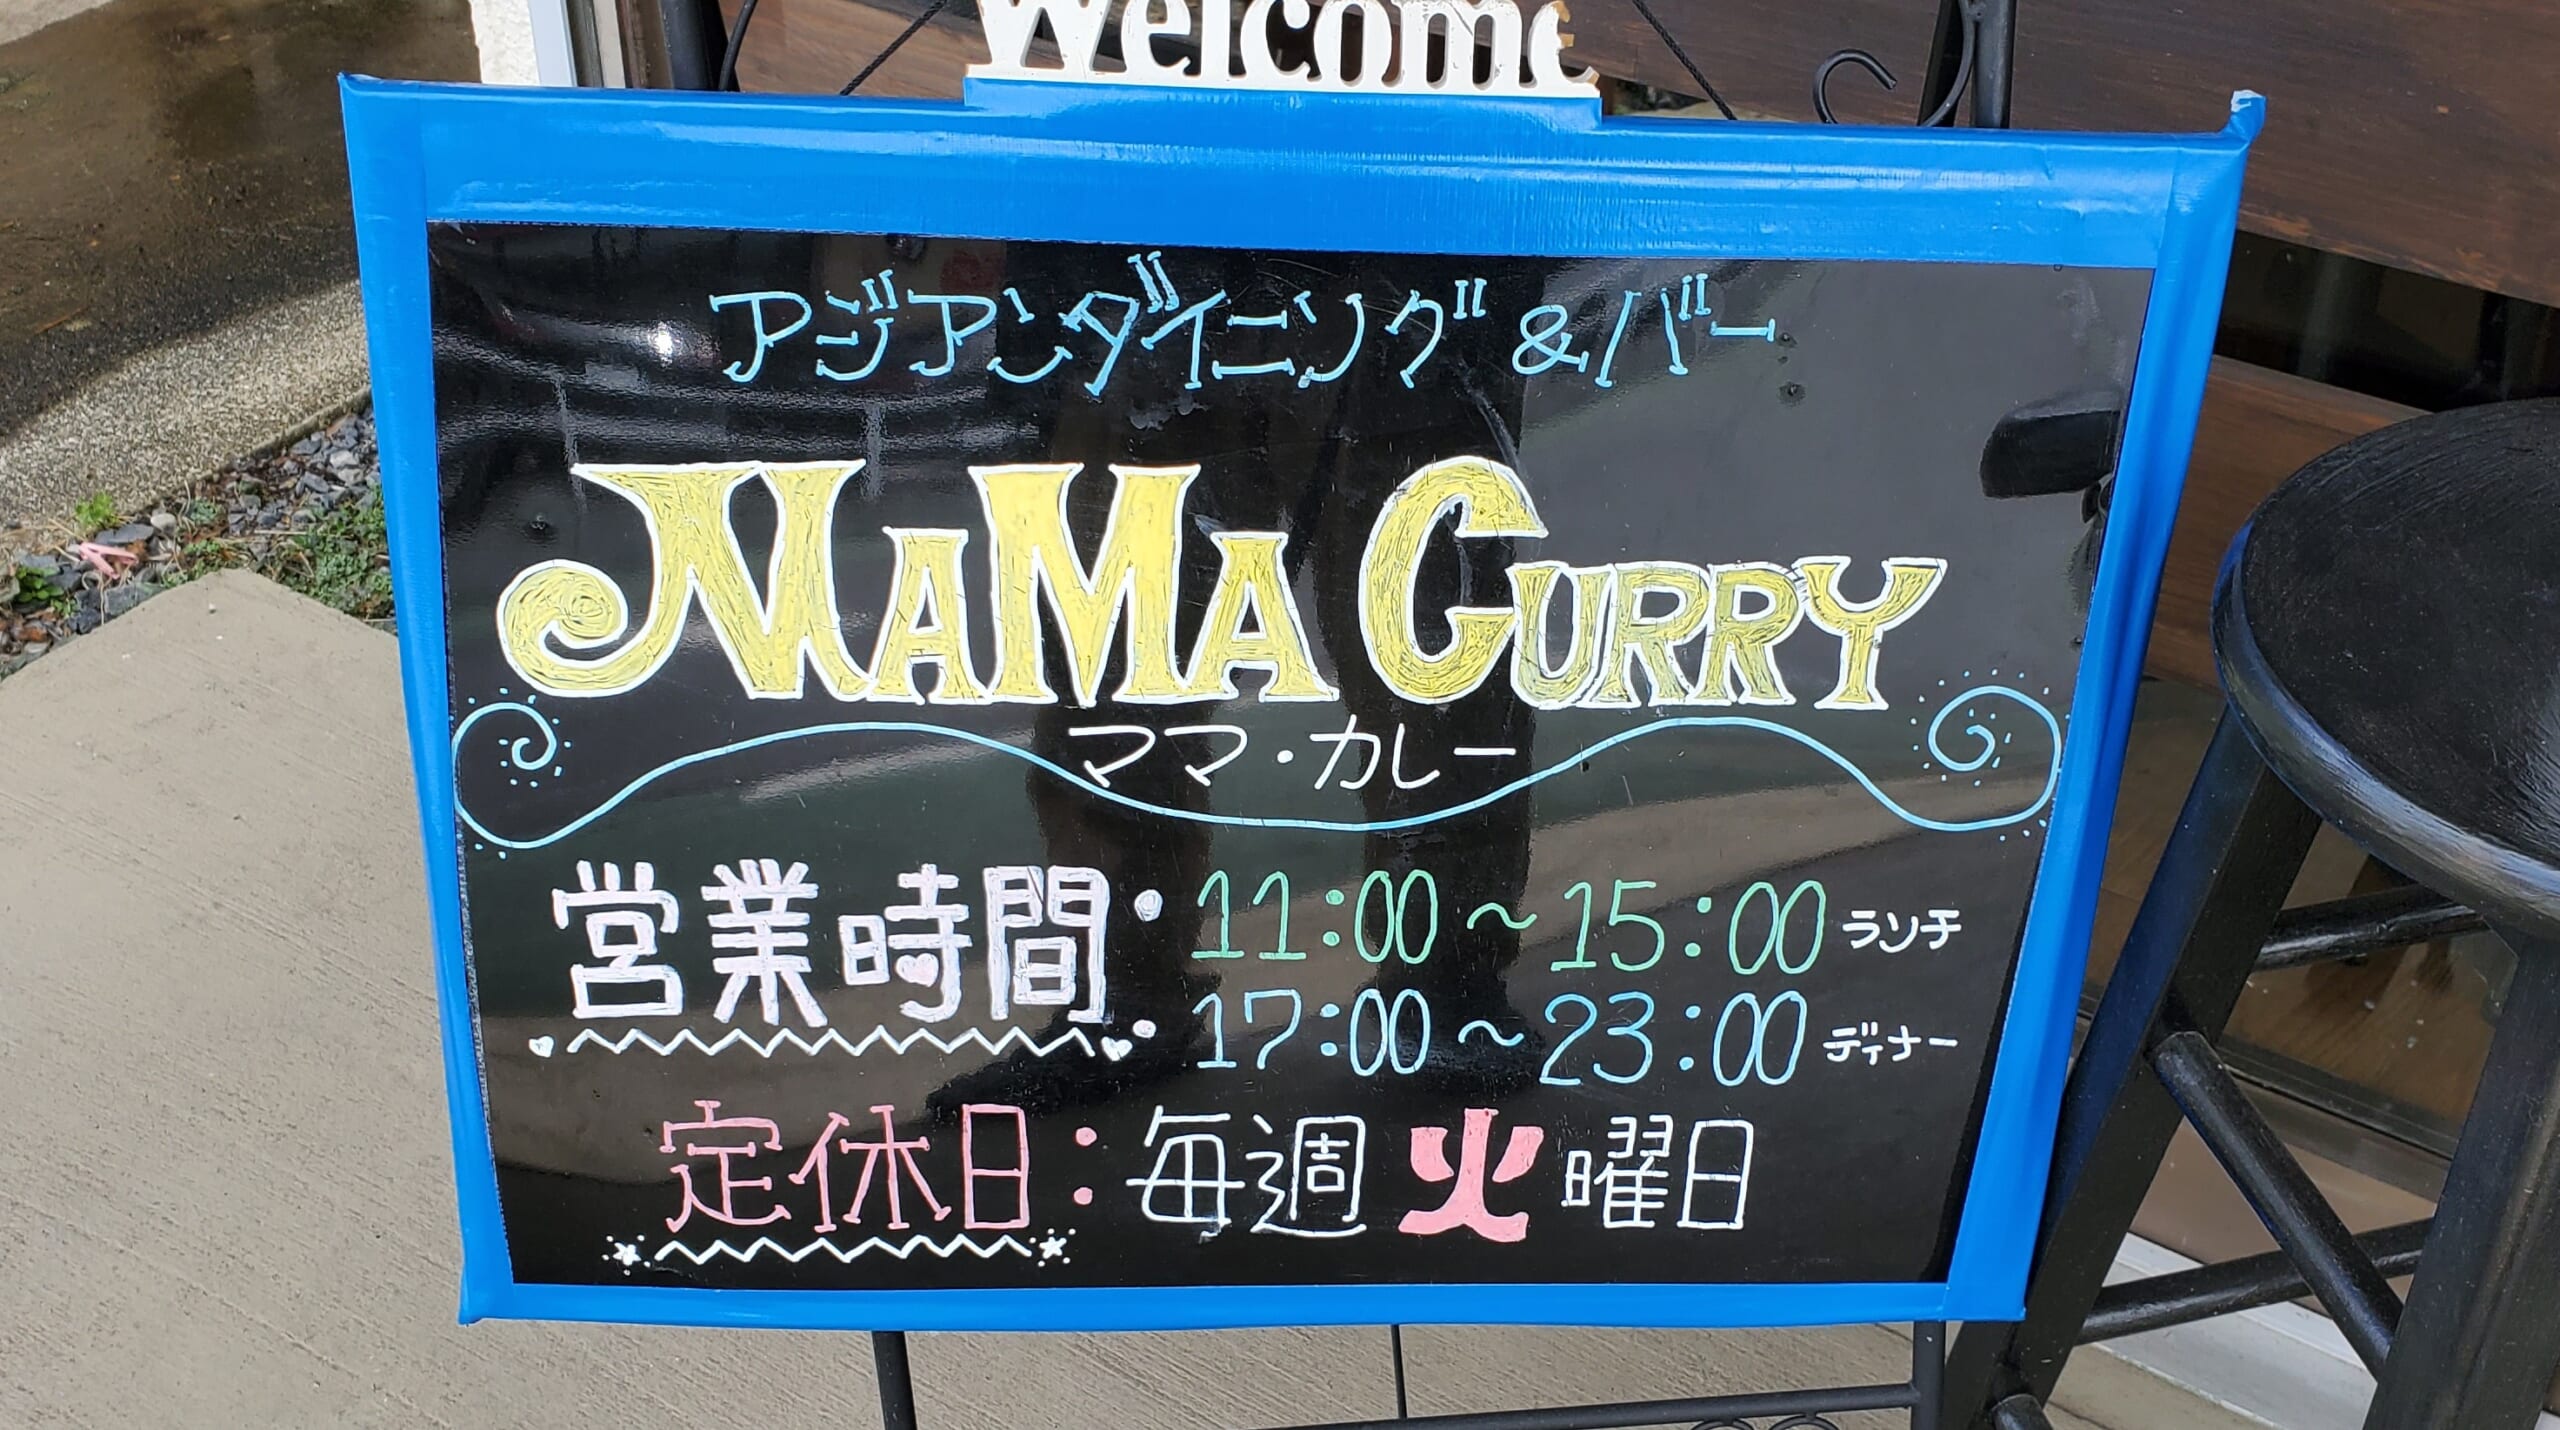 Welcome
アジアンダイニング&バー
MAMA CURRY
ママ・カレー
営業時間: 11:00~15:00 ランチ
17:00~23:00 ディナー
定休日:毎週火曜日